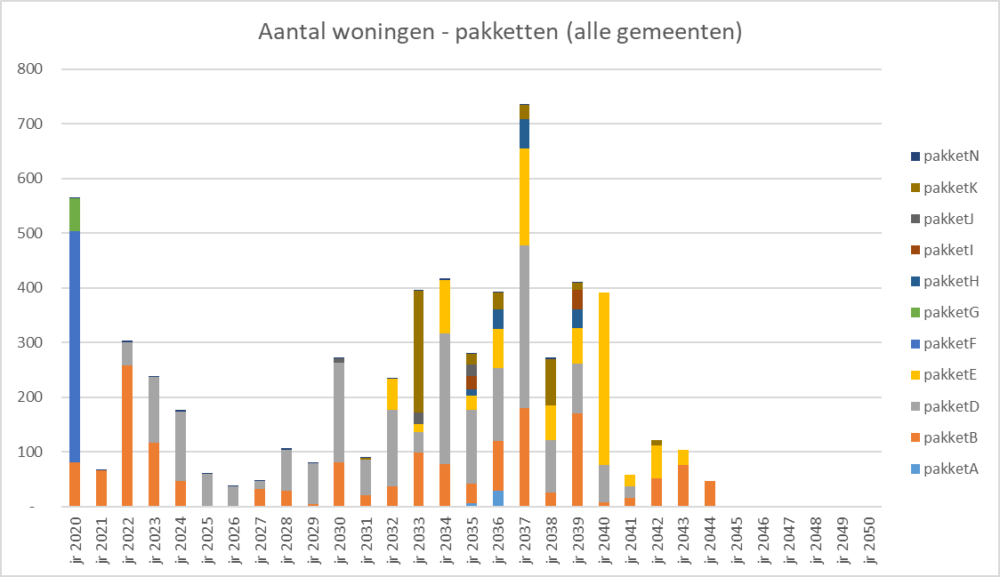 Aantal woningen - pakketten (alle gemeenten)
800
700
600
500
400
300
200
100
-
jr 2020
jr 2021
jr 2022
jr 2023
jr 2024
jr 2025
jr 2026
jr 2027
jr 2028
jr 2029
jr 2030
jr 2031
jr 2032
jr 2033
jr 2034
jr 2035
jr 2036
jr 2037
jr 2038
jr 2039
jr 2040
jr 2041
jr 2042
jr 2043
jr 2044
jr 2045
jr 2046
jr 2047
jr 2048
jr 2049
jr 2050
pakketN
pakketK
pakketJ
pakketI
pakketH
pakketG
pakketF
pakketE
pakketD
pakketB
pakketA